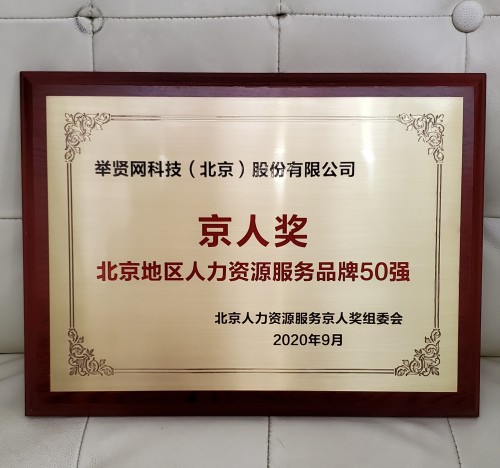 举贤网科技（北京）股份有限公司
京人奖
北京地区人力资源服务品牌50强
北京人力资源服务京人奖组委会
2020年9月